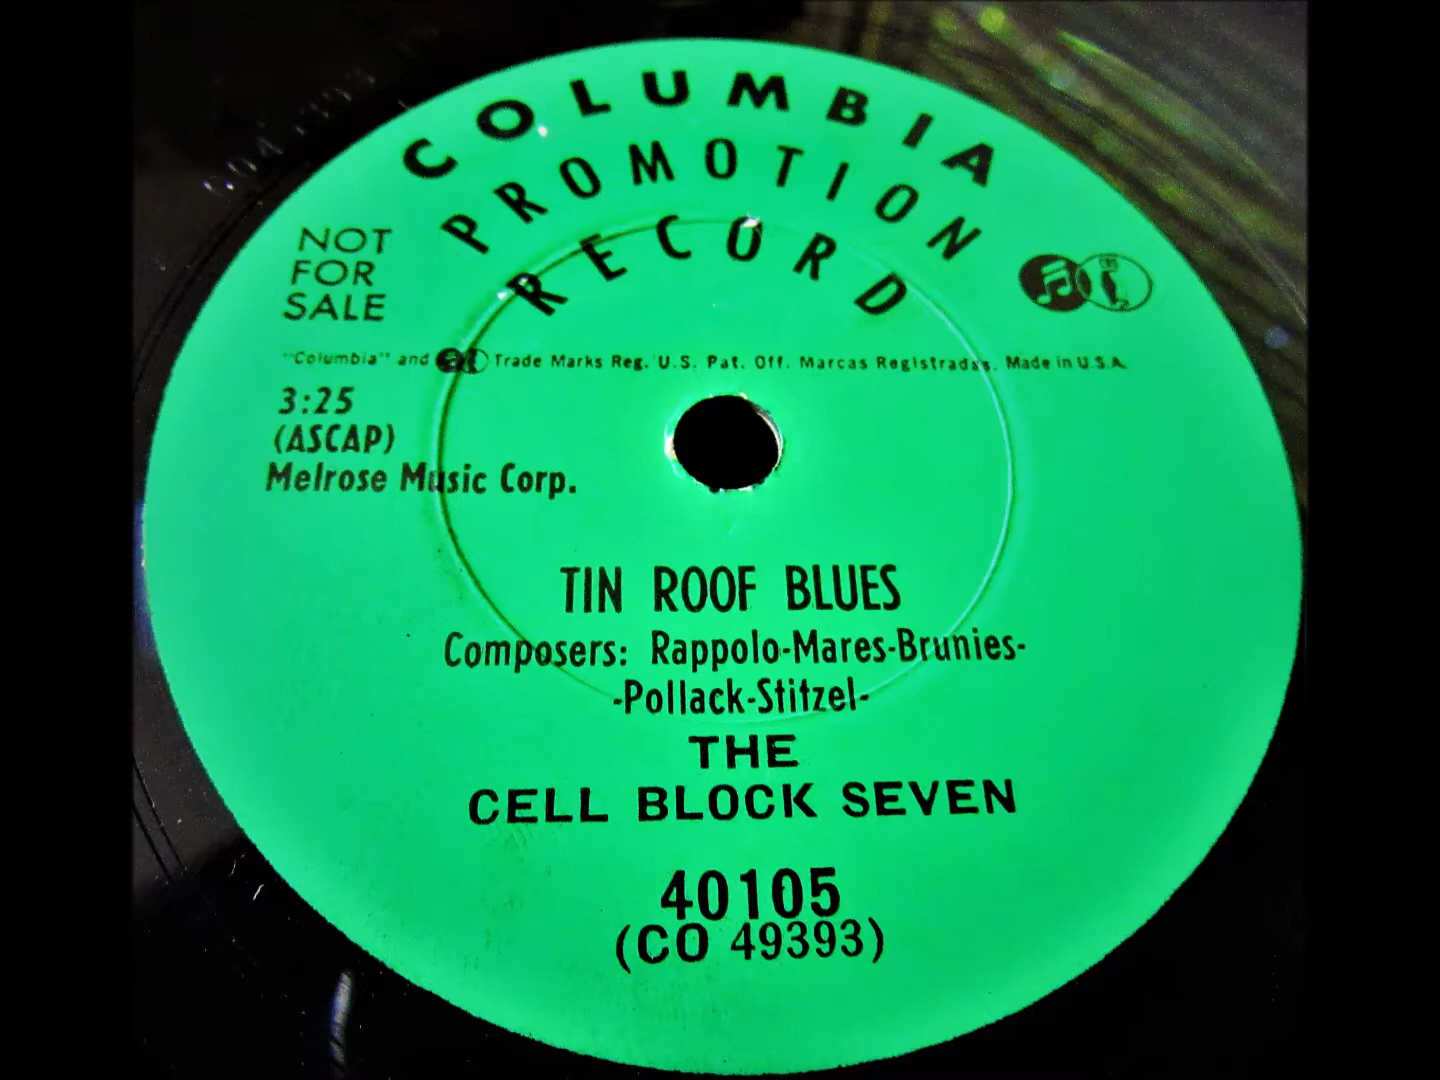 COLUMBIA
PROMOTION
RECORD
NOT
FOR
SALE
"Columbia" and Trade Marks Reg. U.S. Pat. Off. Marcas Registradas. Made in U.S.A.
3:25
(ASCAP)
Melrose Music Corp.
TIN ROOF BLUES
Composers: Rappolo-Mares-Brunies-
-Pollack-Stitzel-
THE
CELL BLOCK SEVEN
40105
(CO 49393)